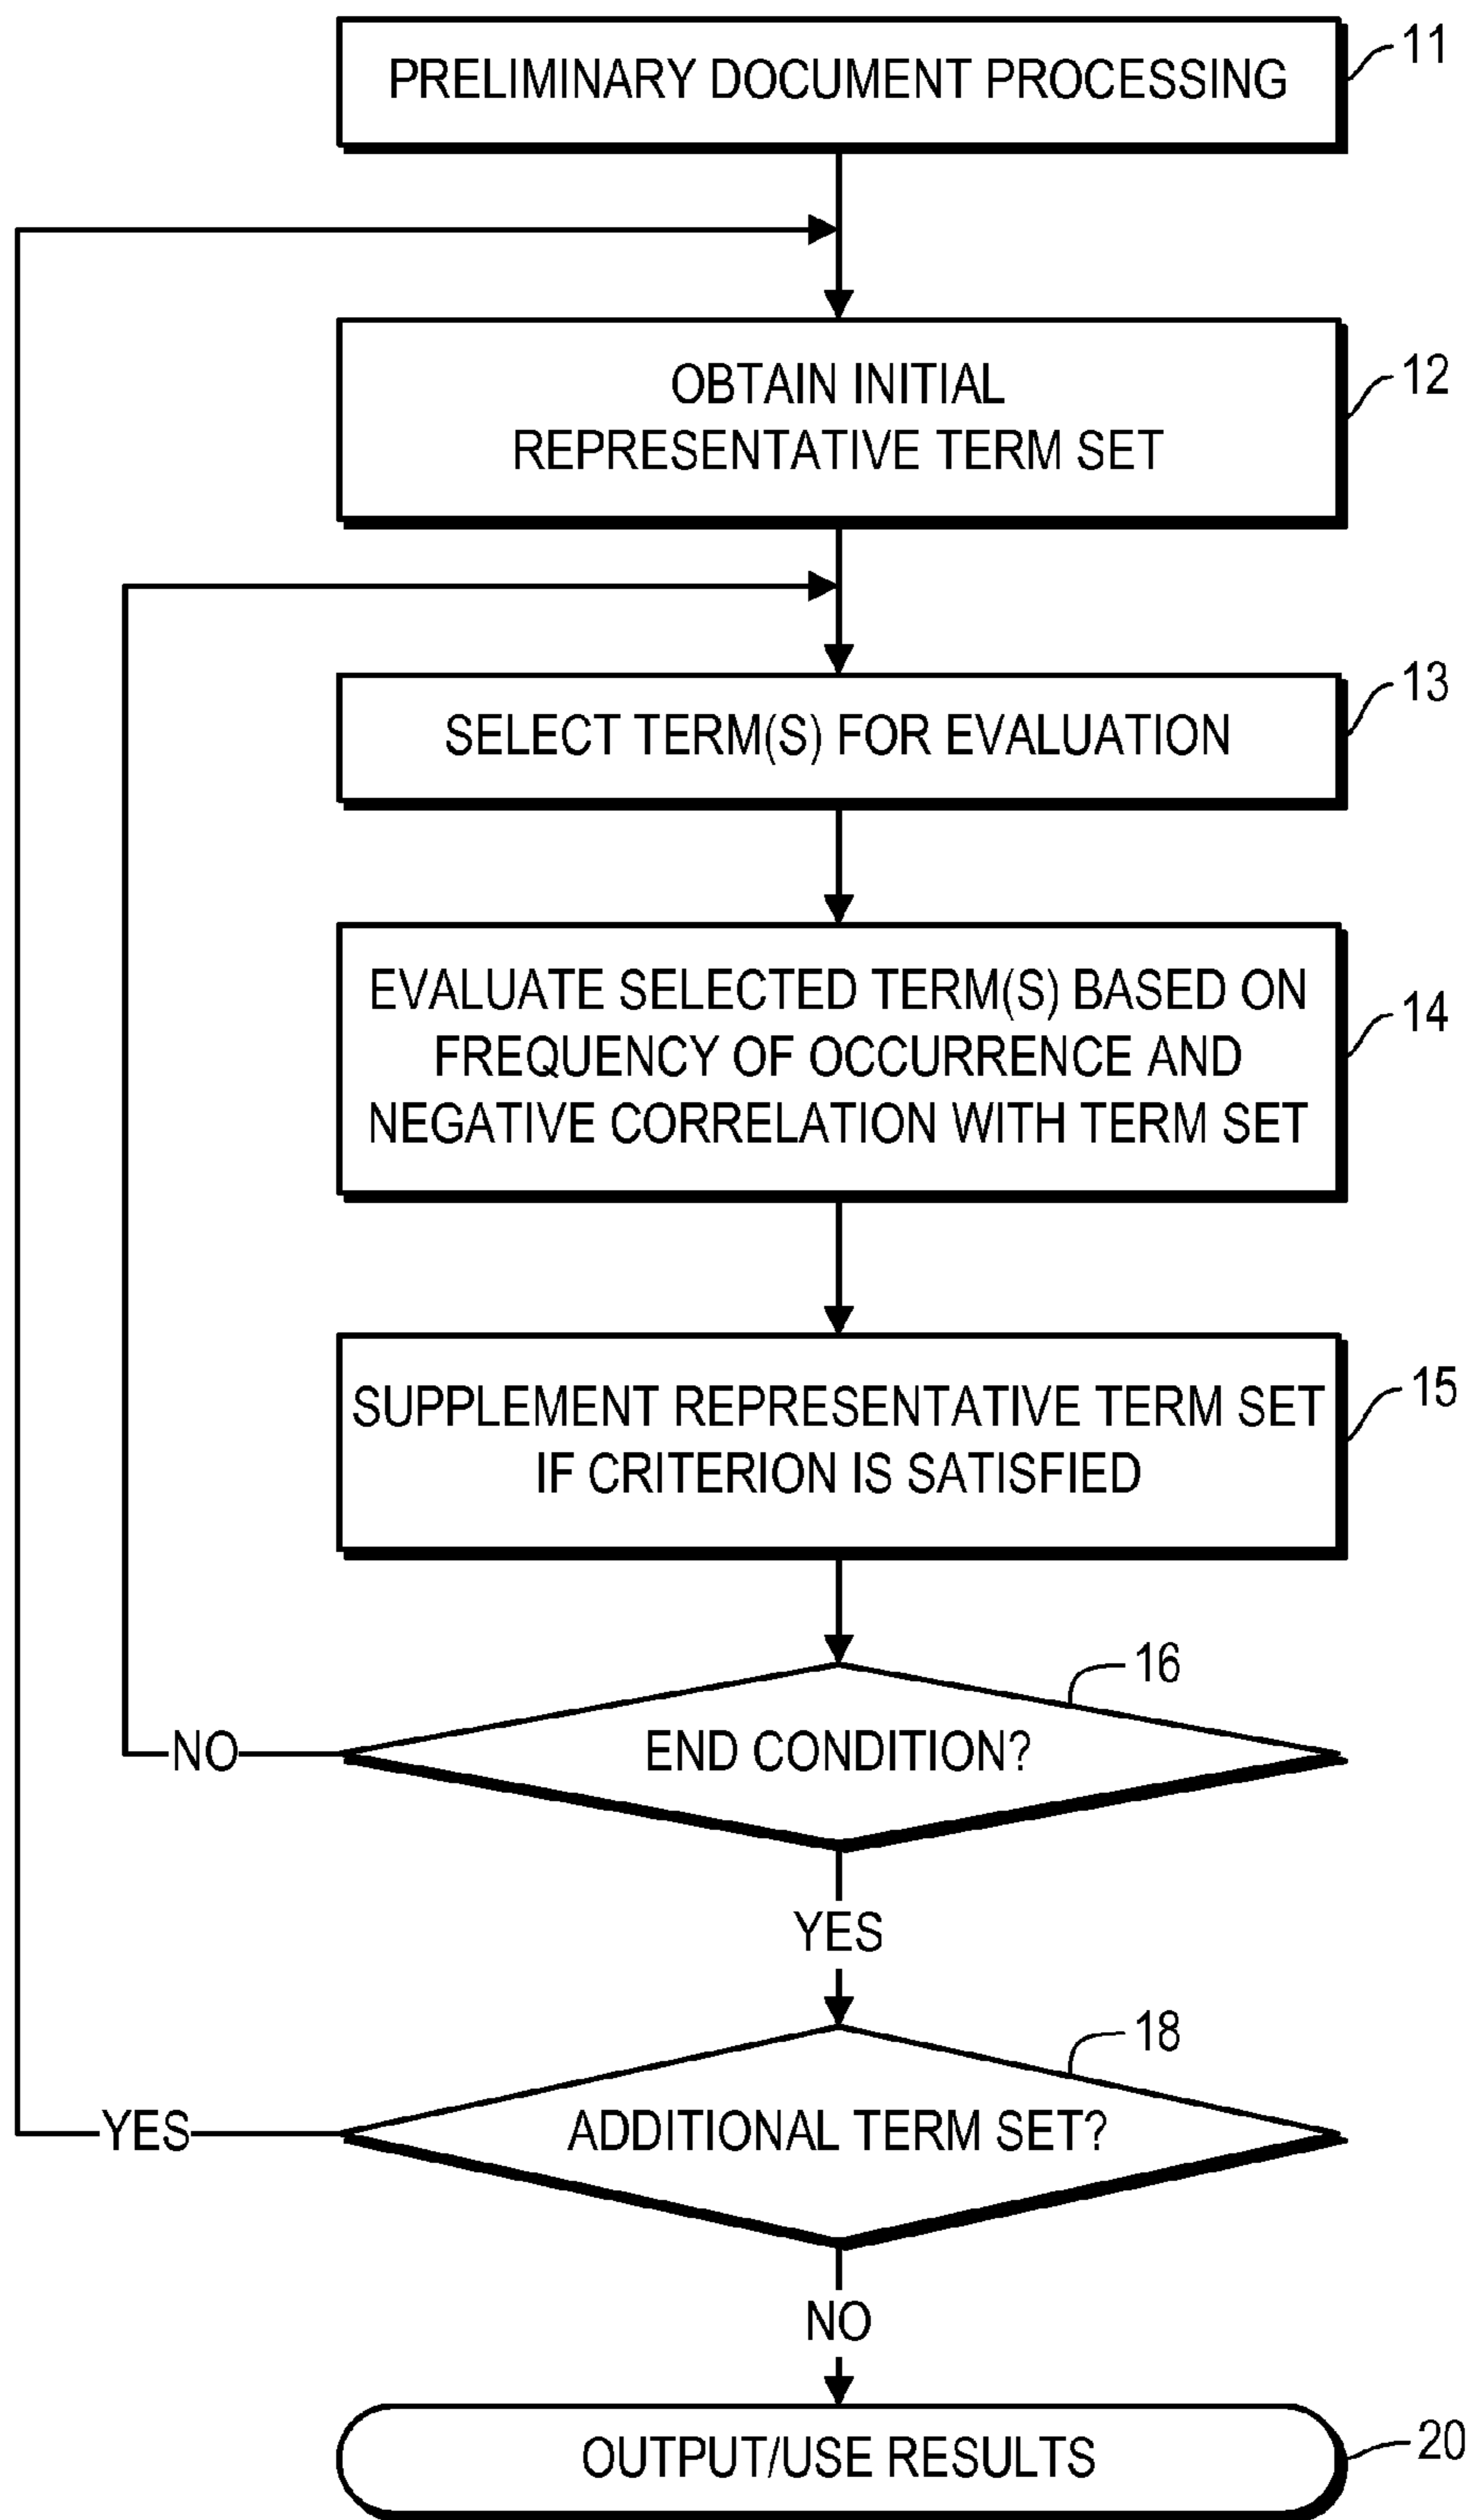 PRELIMINARY DOCUMENT PROCESSING
11
OBTAIN INITIAL
REPRESENTATIVE TERM SET
12
SELECT TERM(S) FOR EVALUATION
13
EVALUATE SELECTED TERM(S) BASED ON
FREQUENCY OF OCCURRENCE AND
NEGATIVE CORRELATION WITH TERM SET
14
SUPPLEMENT REPRESENTATIVE TERM SET
IF CRITERION IS SATISFIED
15
16
NO
END CONDITION?
YES
18
YES
ADDITIONAL TERM SET?
NO
OUTPUT/USE RESULTS
20